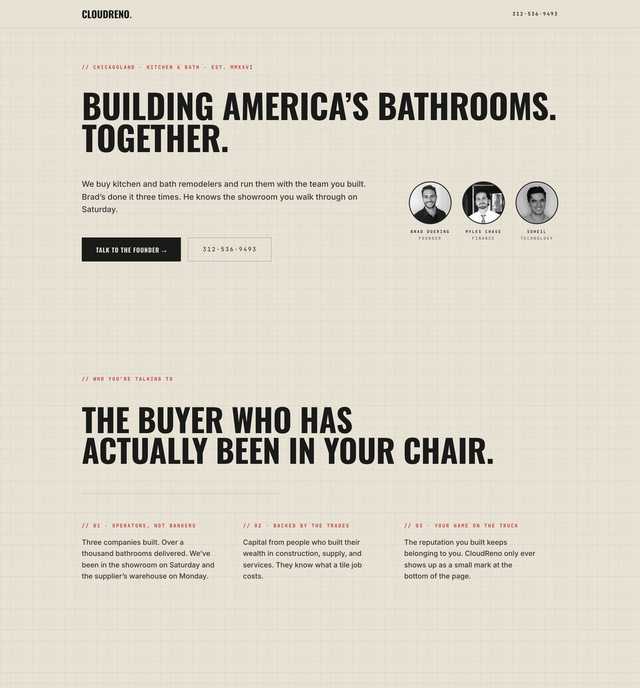 CLOUDRENO.
312-536-9493
// CHICAGOLAND · KITCHEN & BATH · EST. MMXXVI
BUILDING AMERICA'S BATHROOMS.
TOGETHER.
We buy kitchen and bath remodelers and run them with the team you built.
Brad's done it three times. He knows the showroom you walk through on
Saturday.
TALK TO THE FOUNDER →
312-536-9493
BRAD DOERING
FOUNDER
MYLES CHASE
FINANCE
SOHEIL
TECHNOLOGY
// WHO YOU'RE TALKING TO
THE BUYER WHO HAS
ACTUALLY BEEN IN YOUR CHAIR.
// 01 · OPERATORS, NOT BANKERS
Three companies built. Over a
thousand bathrooms delivered. We've
been in the showroom on Saturday and
the supplier's warehouse on Monday.
// 02 · BACKED BY THE TRADES
Capital from people who built their
wealth in construction, supply, and
services. They know what a tile job
costs.
// 03 · YOUR NAME ON THE TRUCK
The reputation you built keeps
belonging to you. CloudReno only ever
shows up as a small mark at the
bottom of the page.